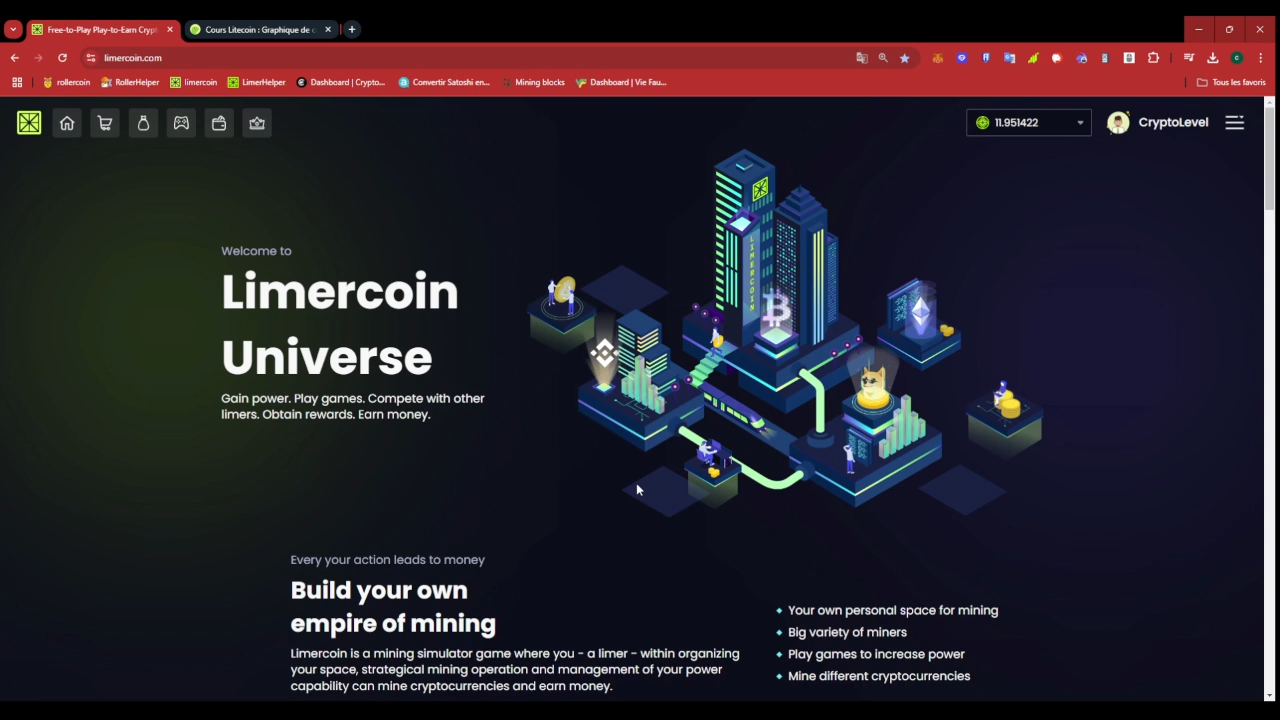 Free-to-Play Play-to-Earn Cryp
Cours Litecoin : Graphique de c
limercoin.com
rollercoin
RollerHelper
limercoin
LimerHelper
Dashboard | Crypto...
Convertir Satoshi en...
Mining blocks
Dashboard | Vie Fau...
Tous les favoris
11.951422
CryptoLevel
Welcome to
Limercoin
Universe
Gain power. Play games. Compete with other
limers. Obtain rewards. Earn money.
LIMERCOIN
Every your action leads to money
Build your own
empire of mining
Limercoin is a mining simulator game where you - a limer - within organizing
your space, strategical mining operation and management of your power
capability can mine cryptocurrencies and earn money.
Your own personal space for mining
Big variety of miners
Play games to increase power
Mine different cryptocurrencies